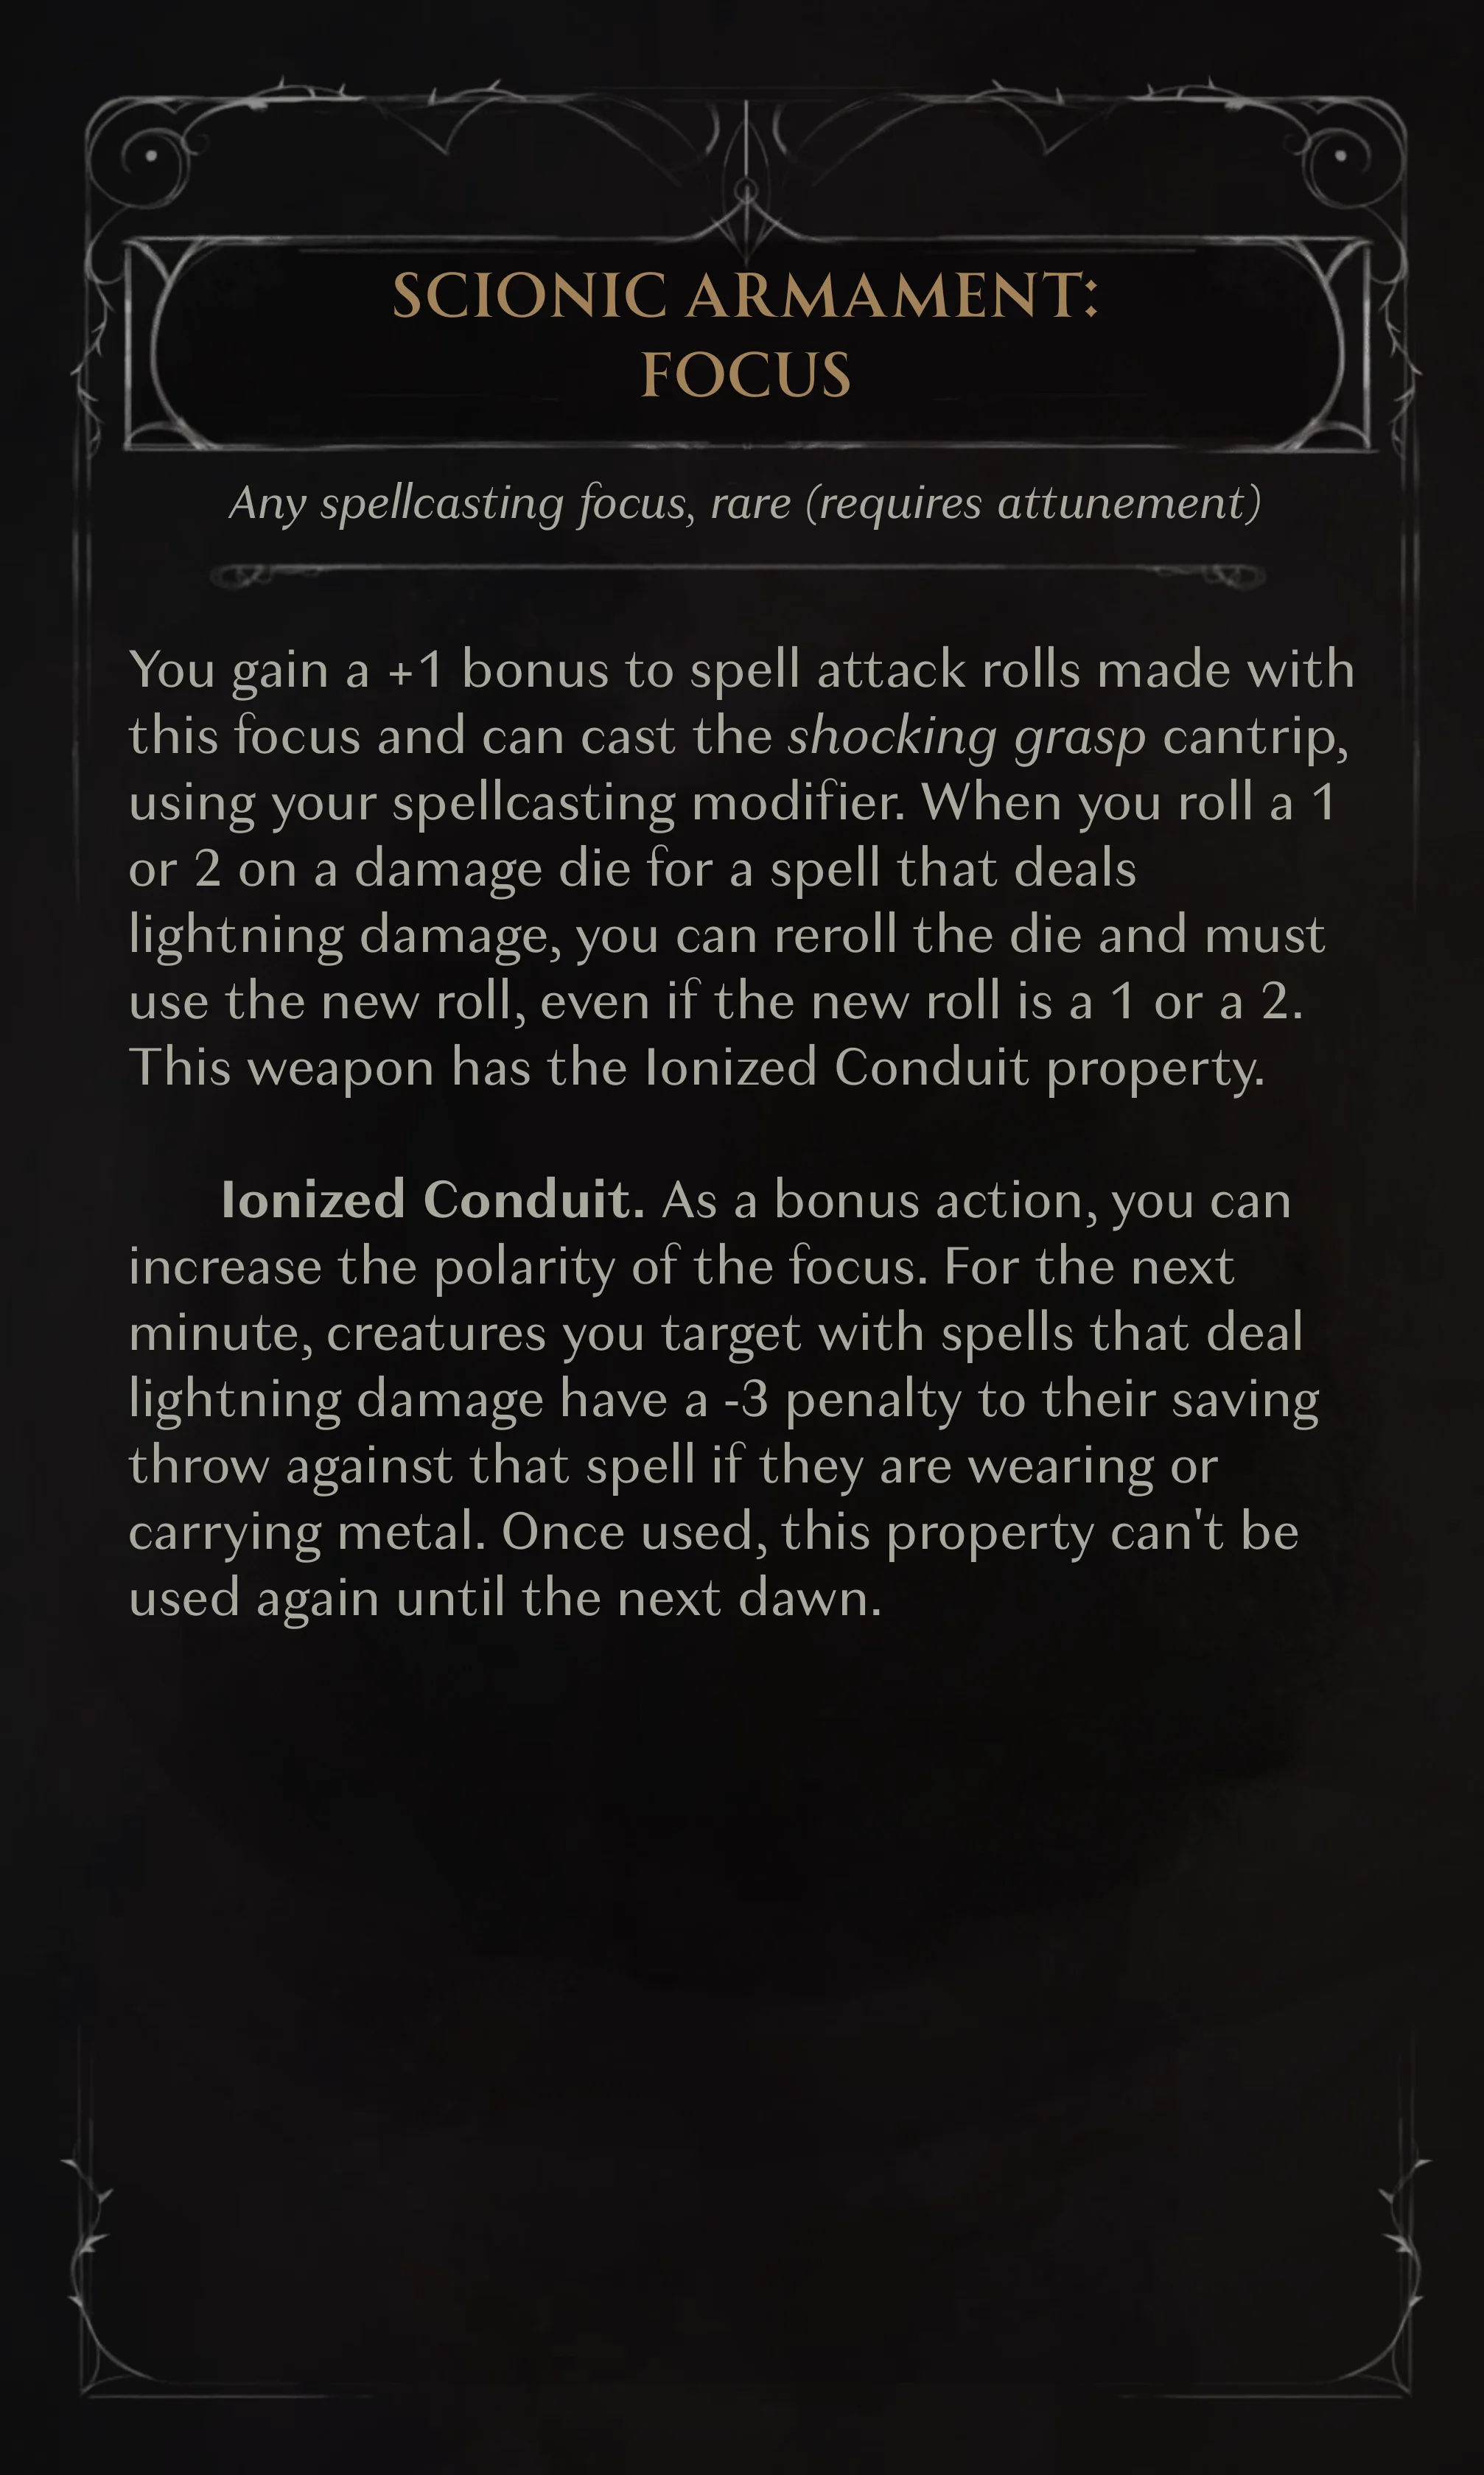 SCIONIC ARMAMENT:
FOCUS
Any spellcasting focus, rare (requires attunement)
You gain a +1 bonus to spell attack rolls made with
this focus and can cast the shocking grasp cantrip,
using your spellcasting modifier. When you roll a 1
or 2 on a damage die for a spell that deals
lightning damage, you can reroll the die and must
use the new roll, even if the new roll is a 1 or a 2.
This weapon has the Ionized Conduit property.
Ionized Conduit. As a bonus action, you can
increase the polarity of the focus. For the next
minute, creatures you target with spells that deal
lightning damage have a -3 penalty to their saving
throw against that spell if they are wearing or
carrying metal. Once used, this property can't be
used again until the next dawn.